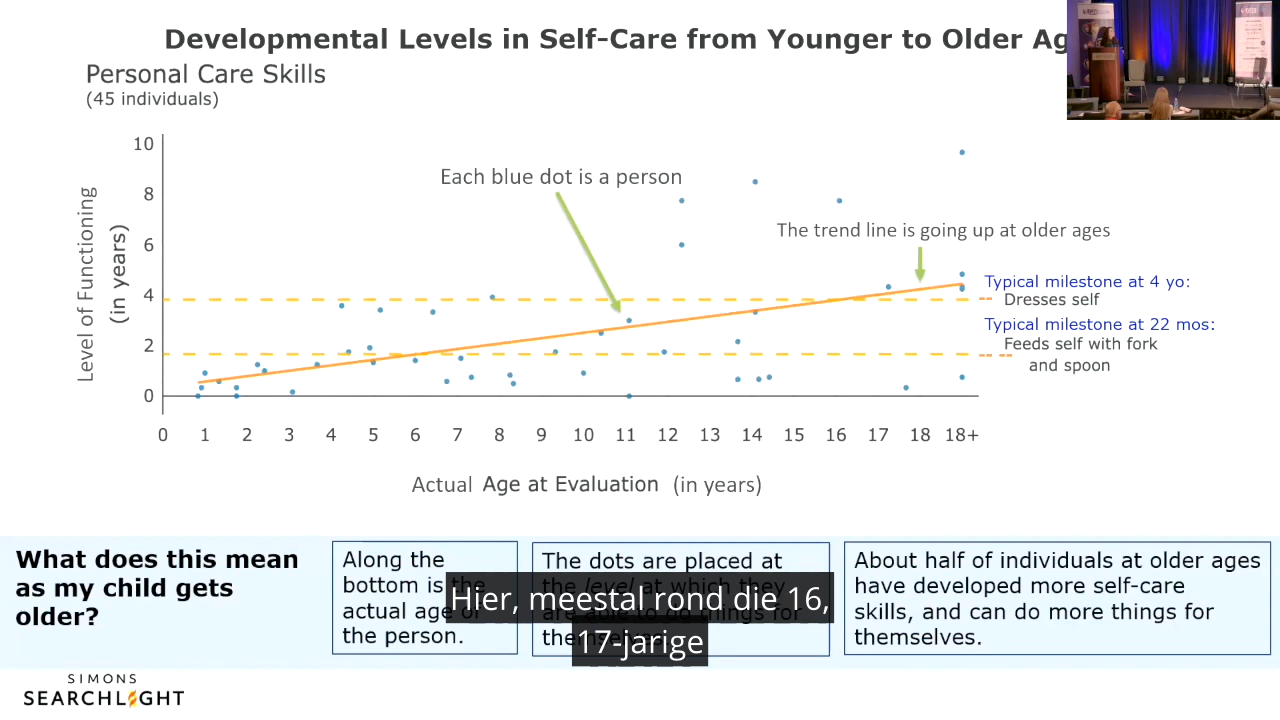 Developmental Levels in Self-Care from Younger to Older Ag
Personal Care Skills
(45 individuals)
Level of Functioning
(in years)
10
8
6
4
2
0
Each blue dot is a person
The trend line is going up at older ages
Typical milestone at 4 yo:
Dresses self
Typical milestone at 22 mos:
Feeds self with fork
and spoon
0 1 2 3 4 5 6 7 8 9 10 11 12 13 14 15 16 17 18 18+
Actual Age at Evaluation (in years)
What does this mean
as my child gets
older?
Along the
bottom is the
actual age of
the person.
The dots are placed at
the level at which they
are able to do things for
themselves.
About half of individuals at older ages
have developed more self-care
skills, and can do more things for
themselves.
Hier, meestal rond die 16,
17-jarige
SIMONS
SEARCHLIGHT